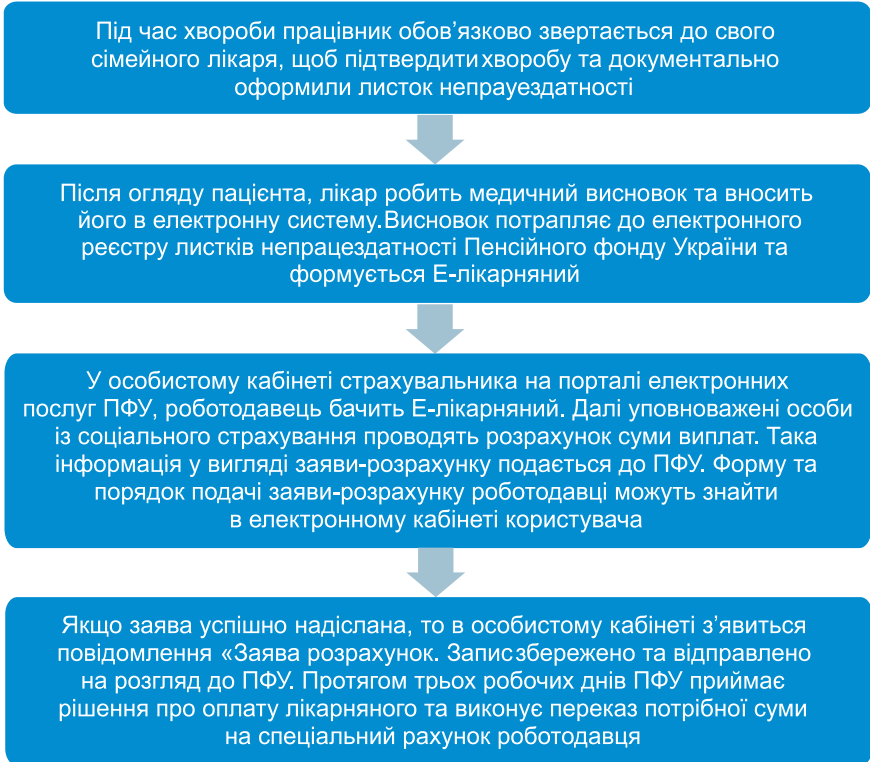 Під час хвороби працівник обов’язково звертається до свого
сімейного лікаря, щоб підтвердити хворобу та документально
оформили листок непрауездатності
Після огляду пацієнта, лікар робить медичний висновок та вносить
його в електронну систему.Висновок потрапляє до електронного
реєстру листків непрацездатності Пенсійного фонду України та
формується Е-лікарняний
У особистому кабінеті страхувальника на порталі електронних
послуг ПФУ, роботодавець бачить Е-лікарняний. Далі уповноважені особи
із соціального страхування проводять розрахунок суми виплат. Така
інформація у вигляді заяви-розрахунку подається до ПФУ. Форму та
порядок подачі заяви-розрахунку роботодавці можуть знайти
в електронному кабінеті користувача
Якщо заява успішно надіслана, то в особистому кабінеті з’явиться
повідомлення «Заява розрахунок. Запис збережено та відправлено
на розгляд до ПФУ. Протягом трьох робочих днів ПФУ приймає
рішення про оплату лікарняного та виконує переказ потрібної суми
на спеціальний рахунок роботодавця